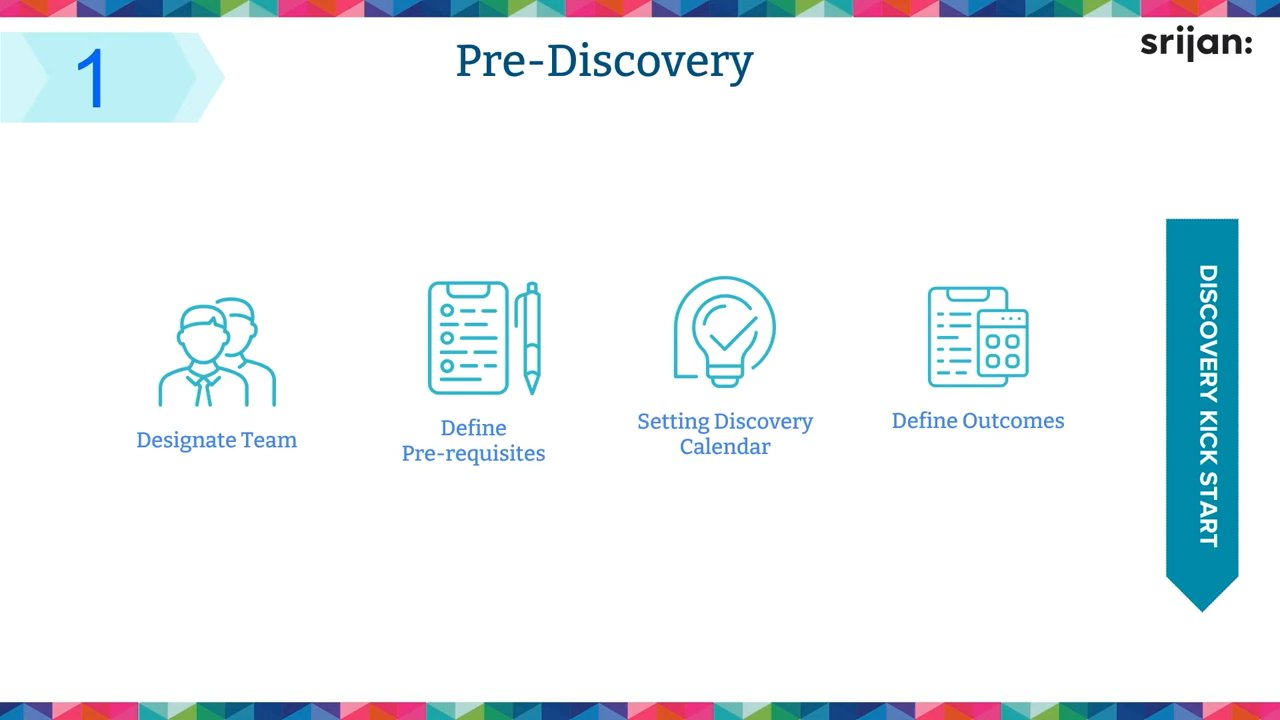 1
Pre-Discovery
srijan:
Designate Team
Define
Pre-requisites
Setting Discovery
Calendar
Define Outcomes
DISCOVERY KICK START